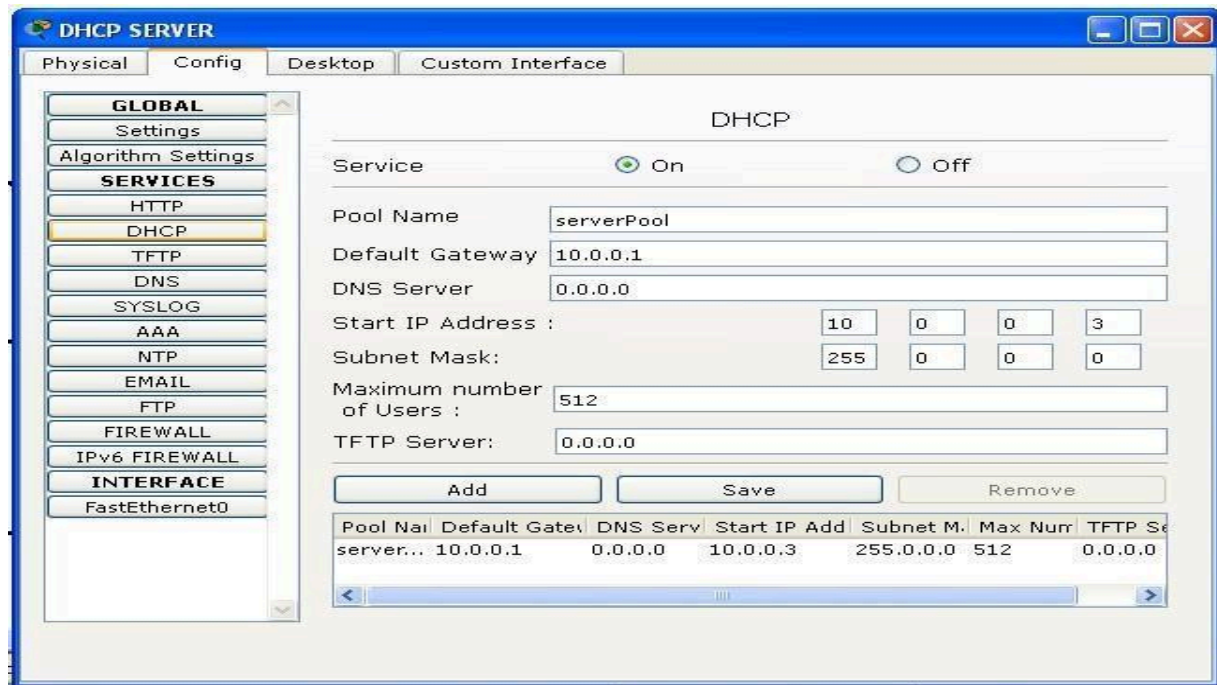 DHCP SERVER
Physical Config Desktop Custom Interface
GLOBAL
Settings
Algorithm Settings
SERVICES
HTTP
DHCP
TFTP
DNS
SYSLOG
AAA
NTP
EMAIL
FTP
FIREWALL
IPv6 FIREWALL
INTERFACE
FastEthernet0
DHCP
Service On Off
Pool Name serverPool
Default Gateway 10.0.0.1
DNS Server 0.0.0.0
Start IP Address : 10 0 0 3
Subnet Mask: 255 0 0 0
Maximum number
of Users : 512
TFTP Server: 0.0.0.0
Add Save Remove
Pool Nai Default Gate DNS Serv Start IP Add Subnet M. Max Num TFTP Se
server... 10.0.0.1 0.0.0.0 10.0.0.3 255.0.0.0 512 0.0.0.0